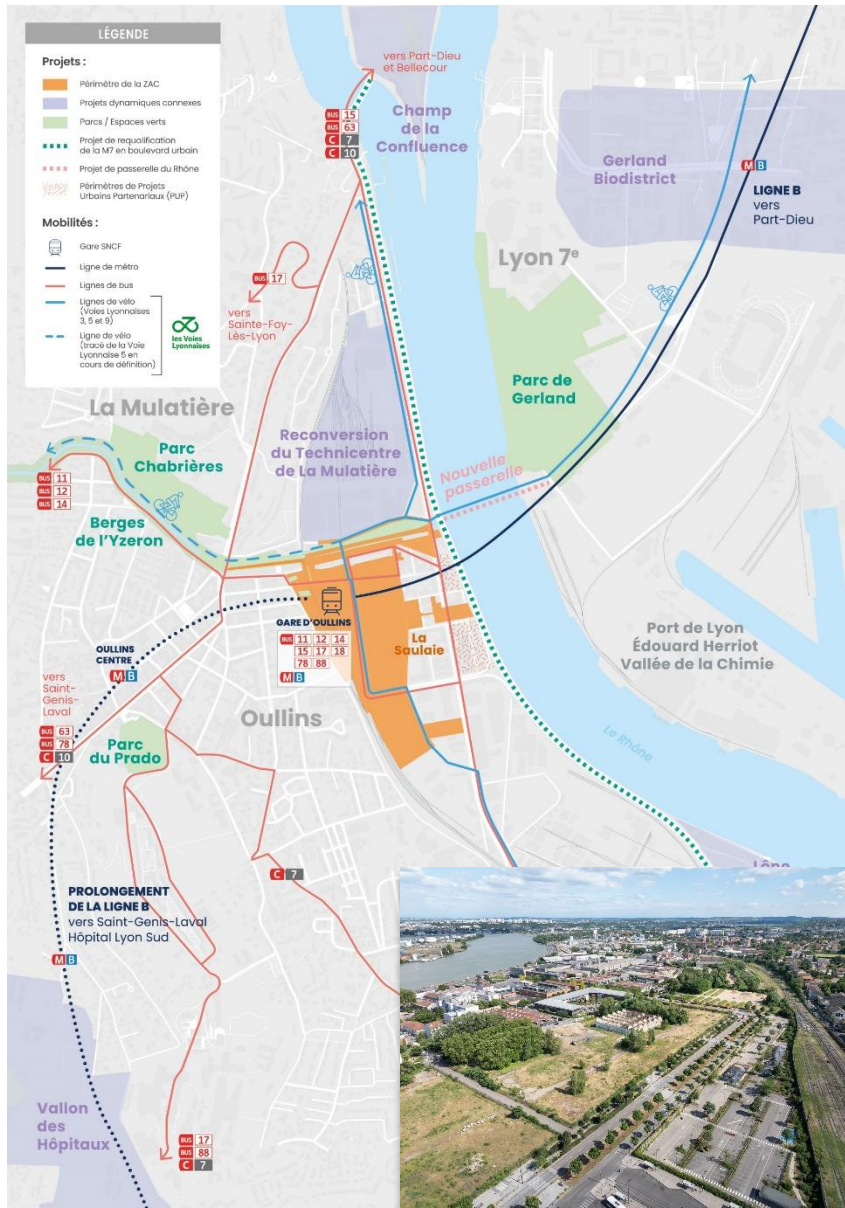 LÉGENDE
Projets :
Périmètre de la ZAC
Projets dynamiques connexes
Parcs / Espaces verts
Projet de requalification
de la M7 en boulevard urbain
Projet de passerelle du Rhône
Périmètres de Projets
Urbains Partenariaux (PUP)
Mobilités :
Gare SNCF
Ligne de métro
Lignes de bus
Lignes de vélo
(Voies Lyonnaises
3, 5 et 9)
Ligne de vélo
(tracé de la Voie
Lyonnaise 5 en
cours de définition)
les Voies
Lyonnaises
vers Part-Dieu
et Bellecour
BUS 15
BUS 63
C 7
C 10
Champ
de la
Confluence
Gerland
Biodistrict
M B
LIGNE B
vers
Part-Dieu
Lyon 7e
BUS 17
vers
Sainte-Foy-
Lès-Lyon
La Mulatière
Parc de
Gerland
Parc
Chabrières
Reconversion
du Technicentre
de La Mulatière
Nouvelle
passerelle
BUS 11
BUS 12
BUS 14
Berges
de l'Yzeron
GARE D'OULLINS
BUS 11 12 14
15 17 18
78 88
M B
La
Saulaie
Port de Lyon
Édouard Herriot
Vallée de la Chimie
OULLINS
CENTRE
M B
vers
Saint-
Genis-
Laval
Oullins
Le Rhône
BUS 63
BUS 78
C 10
Parc
du Prado
Lône
C 7
PROLONGEMENT
DE LA LIGNE B
vers Saint-Genis-Laval
Hôpital Lyon Sud
M B
Vallon
des
Hôpitaux
BUS 17
BUS 88
C 7